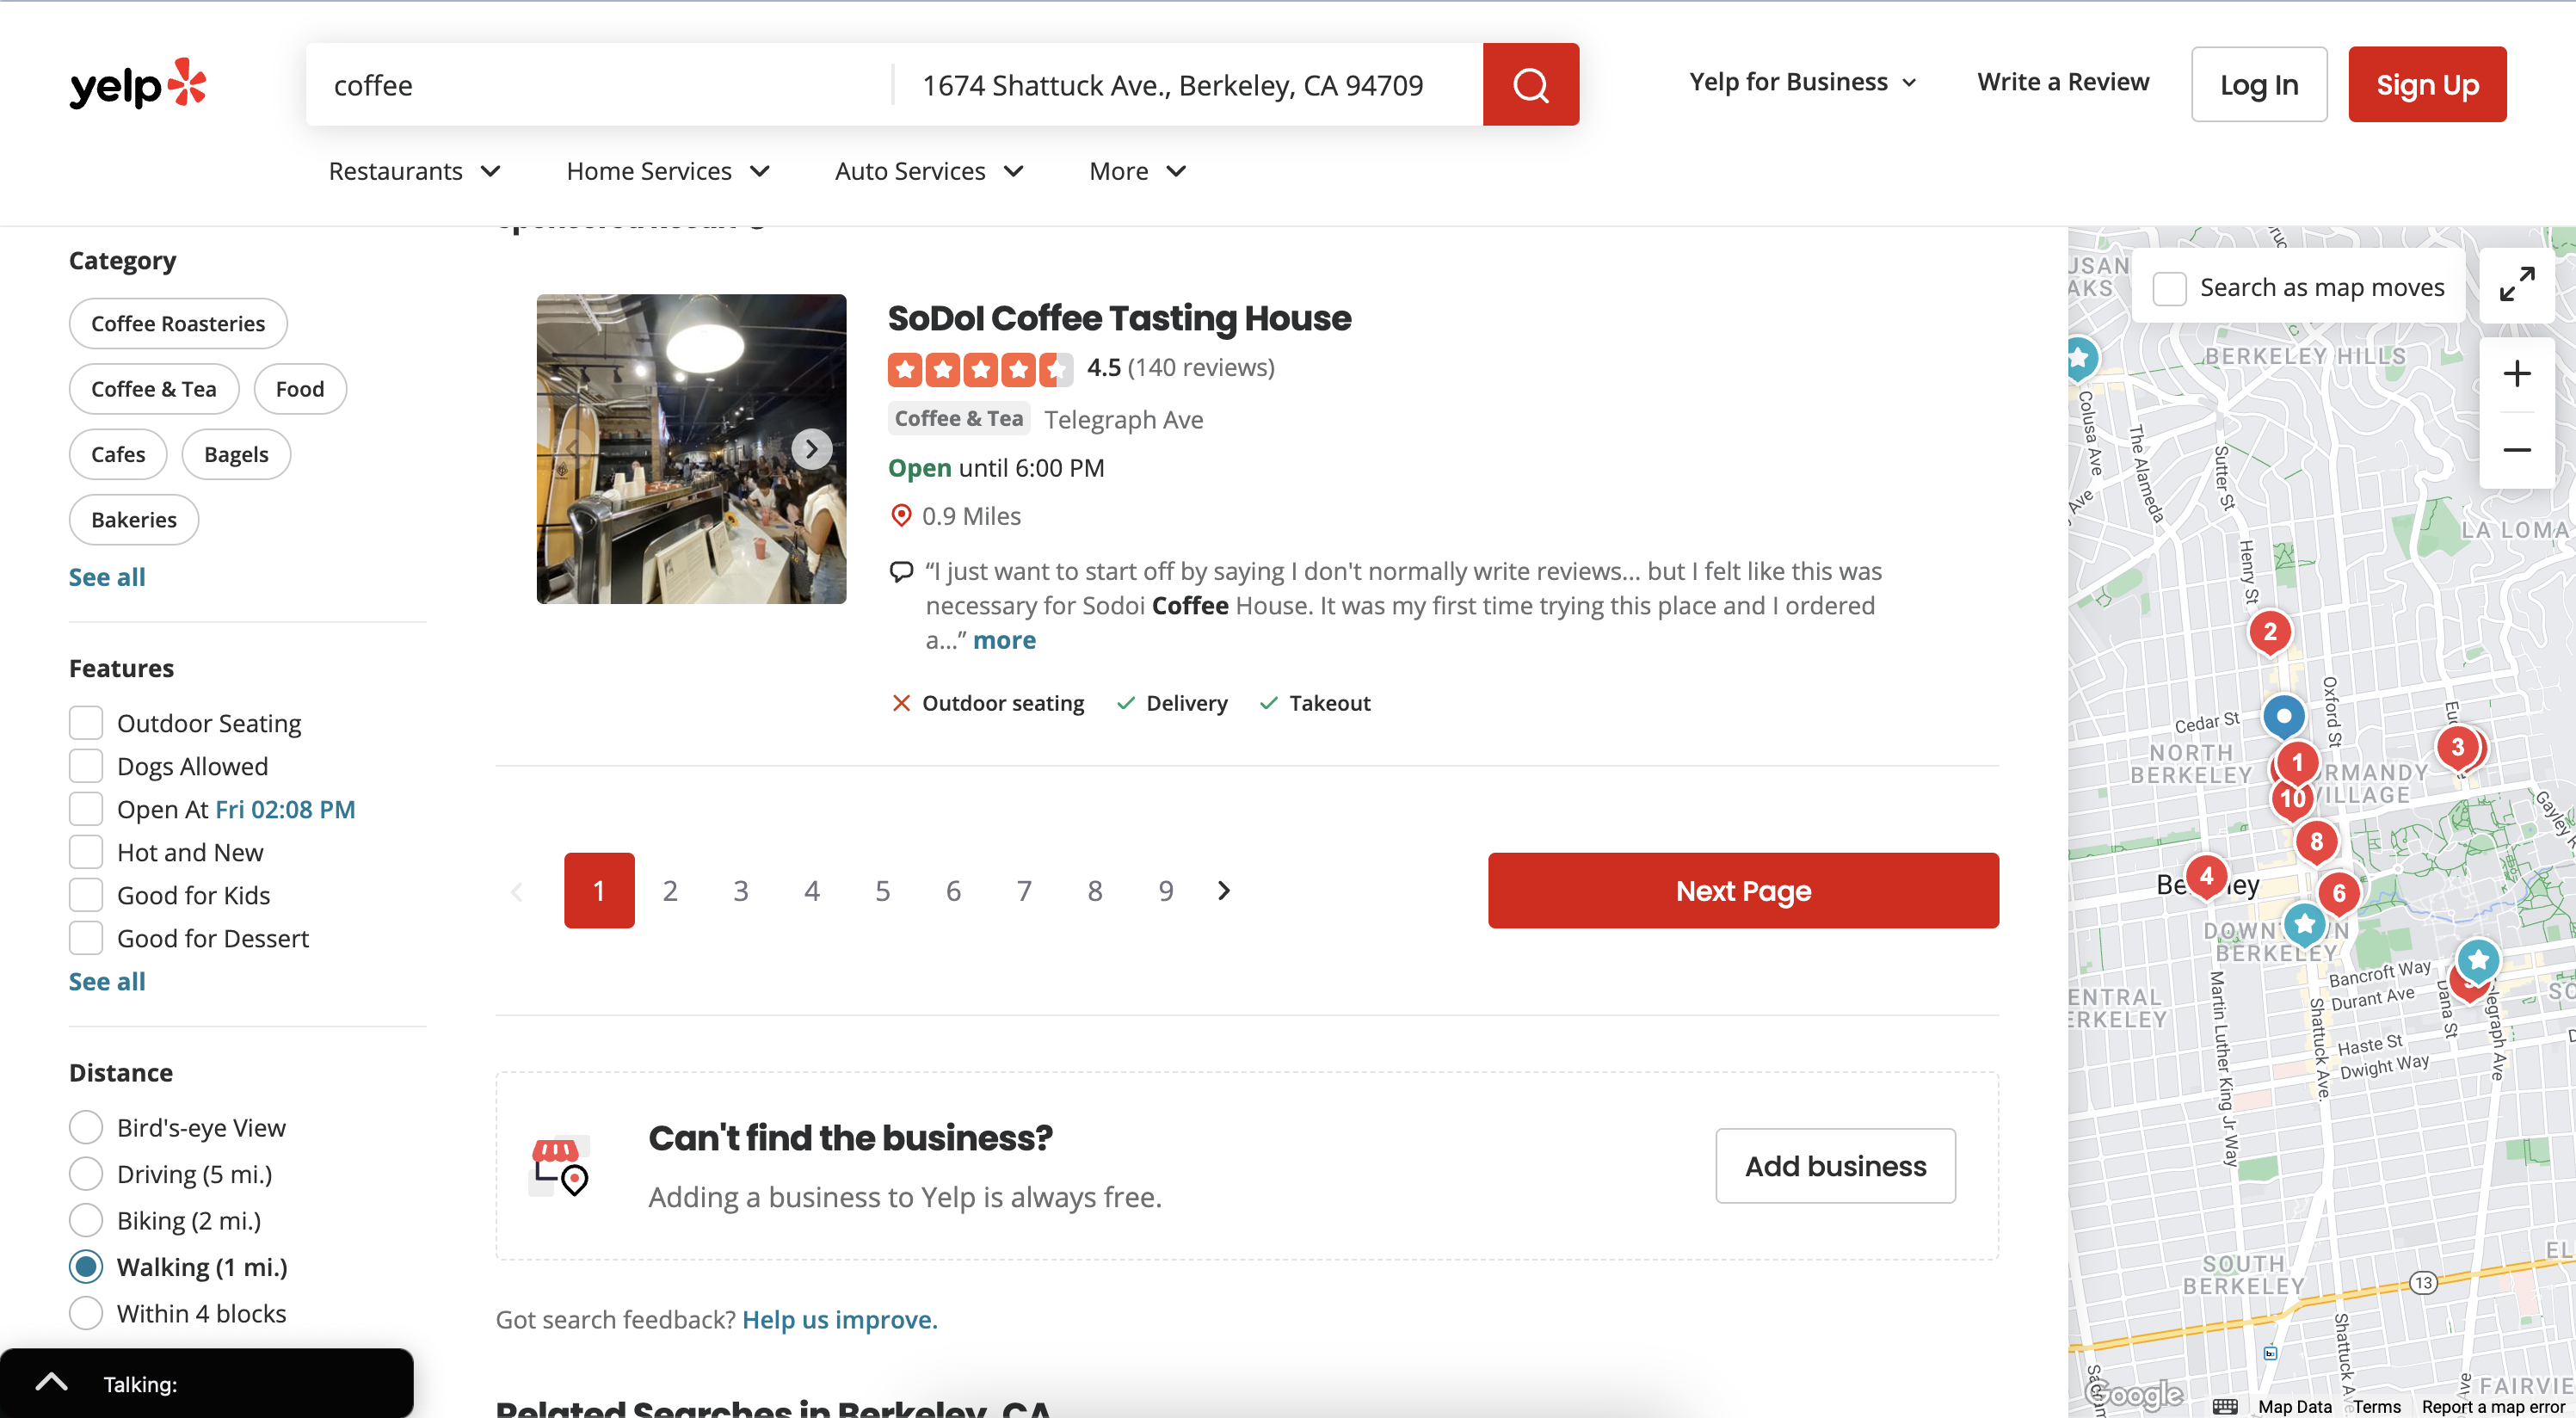 yelp
coffee
1674 Shattuck Ave., Berkeley, CA 94709
Yelp for Business
Write a Review
Log In
Sign Up
Restaurants
Home Services
Auto Services
More
Category
Coffee Roasteries
Coffee & Tea
Food
Cafes
Bagels
Bakeries
See all
Features
Outdoor Seating
Dogs Allowed
Open At Fri 02:08 PM
Hot and New
Good for Kids
Good for Dessert
See all
Distance
Bird's-eye View
Driving (5 mi.)
Biking (2 mi.)
Walking (1 mi.)
Within 4 blocks
Talking:
SoDoI Coffee Tasting House
4.5 (140 reviews)
Coffee & Tea
Telegraph Ave
Open until 6:00 PM
0.9 Miles
“I just want to start off by saying I don't normally write reviews... but I felt like this was
necessary for Sodoi Coffee House. It was my first time trying this place and I ordered
a...” more
Outdoor seating
Delivery
Takeout
1
2
3
4
5
6
7
8
9
Next Page
Can't find the business?
Adding a business to Yelp is always free.
Add business
Got search feedback? Help us improve.
Related Searches in Berkeley, CA
Search as map moves
BERKELEY HILLS
Colusa Ave
The Alameda
Sutter St
Ave
LA LOMA
Henry St
2
Oxford St
Cedar St
NORTH
BERKELEY
3
1
RMANDY
VILLAGE
10
8
4
6
DOWNTOWN
BERKELEY
Bancroft Way
Durant Ave
Dana St
elegraph Ave
ENTRAL
ERKELEY
Martin Luther King Jr Way
Shattuck Ave.
Haste St
Dwight Way
SOUTH
BERKELEY
13
Shattuck A
Google
FAIRVIE
Map Data
Terms
Report a map error